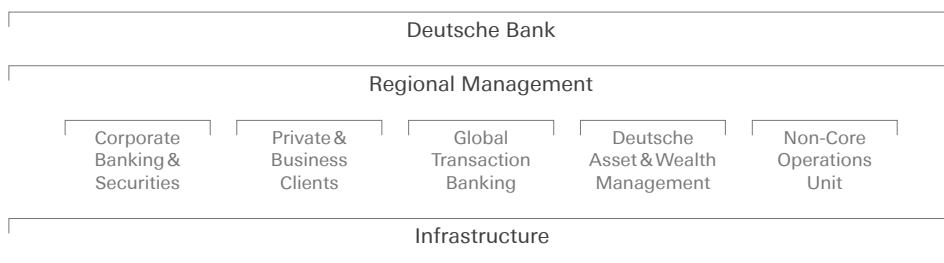 Deutsche Bank
Regional Management
Corporate
Banking & 
Securities
Private &
Business
Clients
Global
Transaction
Banking
Deutsche
Asset & Wealth
Management
Non-Core
Operations
Unit
Infrastructure